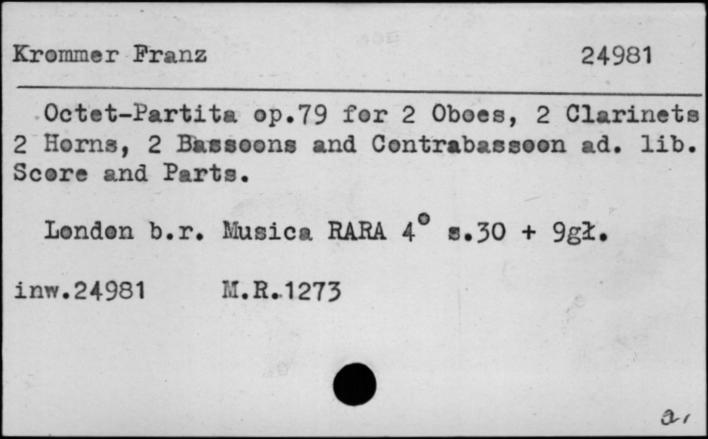 Krommer Franz 24981
Octet-Partita op.79 for 2 Oboes, 2 Clarinets
2 Horns, 2 Bassoons and Contrabassoon ad. lib.
Score and Parts.
London b.r. Musica RARA 4° s.30 + 9gł.
inw.24981 M.R.1273
a,